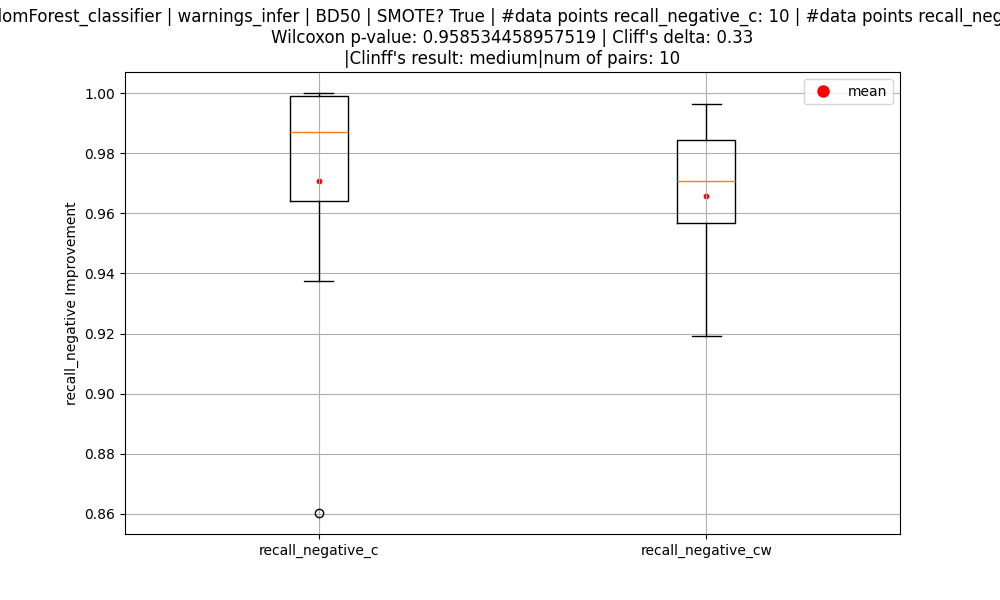 | warnings_infer | BD50 | SMOTE? True | #data points recall_negative_c: 10 | #data points
Wilcoxon p-value: 0.958534458957519 | Cliff's delta: 0.33
|Clinff's result: medium|num of pairs: 10
mean
1.00
0.98
0.96
0.94
0.92
0.90
0.88
0.86
recall_negative Improvement
recall_negative_c
recall_negative_cw